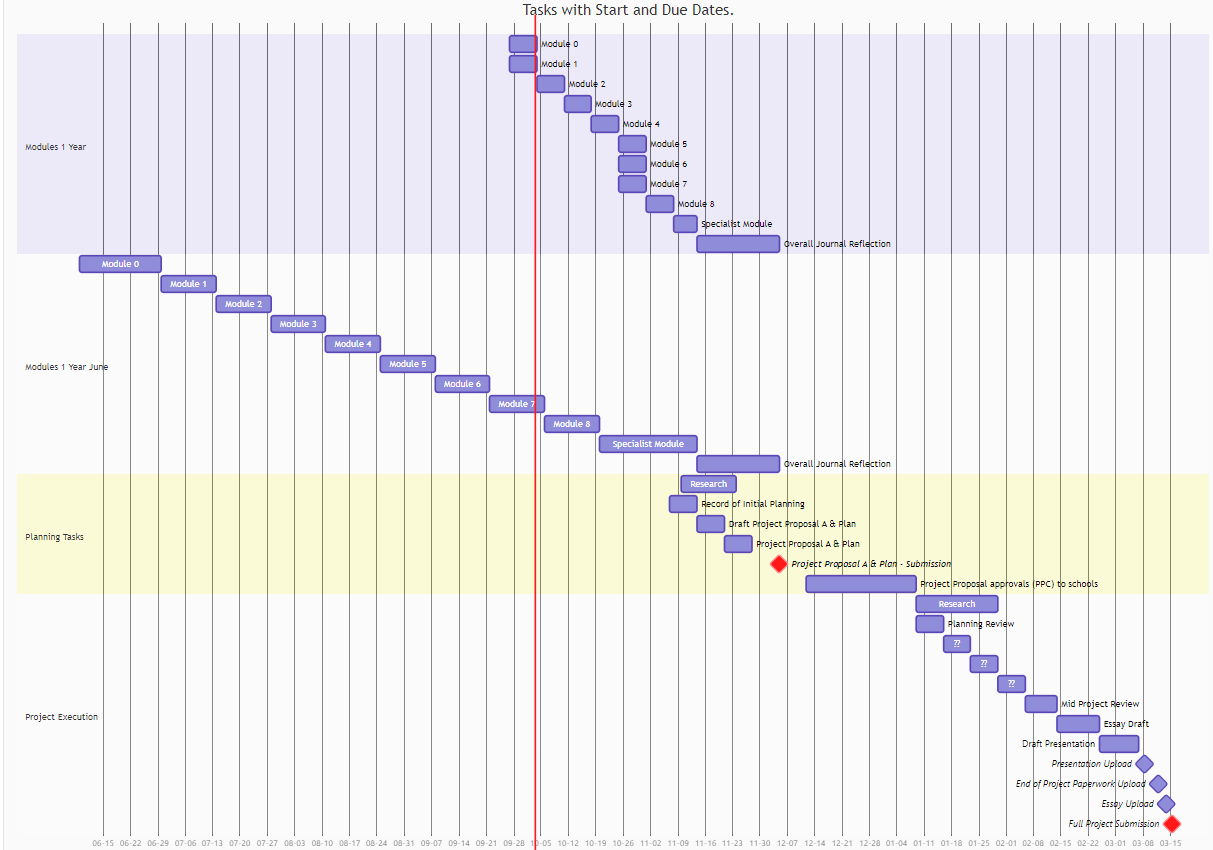 Tasks with Start and Due Dates.
Modules 1 Year
Module 0
Module 1
Module 2
Module 3
Module 4
Module 5
Module 6
Module 7
Module 8
Specialist Module
Overall Journal Reflection
Modules 1 Year June
Module 0
Module 1
Module 2
Module 3
Module 4
Module 5
Module 6
Module 7
Module 8
Specialist Module
Overall Journal Reflection
Planning Tasks
Research
Record of Initial Planning
Draft Project Proposal A & Plan
Project Proposal A & Plan
Project Proposal A & Plan - Submission
Project Proposal approvals (PPC) to schools
Project Execution
Research
Planning Review
??
??
??
Mid Project Review
Essay Draft
Draft Presentation
Presentation Upload
End of Project Paperwork Upload
Essay Upload
Full Project Submission
06-15 06-22 06-29 07-06 07-13 07-20 07-27 08-03 08-10 08-17 08-24 08-31 09-07 09-14 09-21 09-28 10-05 10-12 10-19 10-26 11-02 11-09 11-16 11-23 11-30 12-07 12-14 12-21 12-28 01-04 01-11 01-18 01-25 02-01 02-08 02-15 02-22 03-01 03-08 03-15